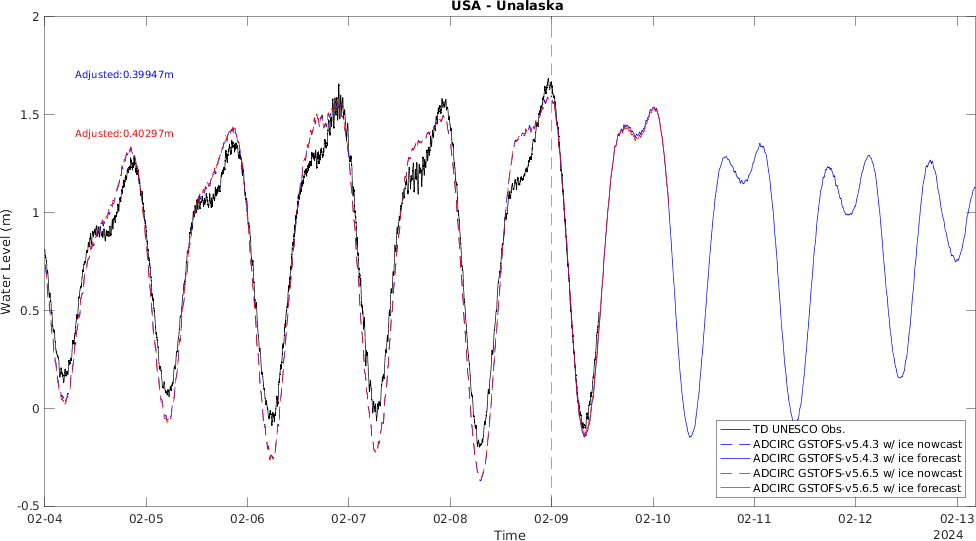 USA - Unalaska
2
1.5
1
0.5
0
-0.5
Water Level (m)
Adjusted:0.39947m
Adjusted:0.40297m
TD UNESCO Obs.
ADCIRC GSTOFS-v5.4.3 w/ ice nowcast
ADCIRC GSTOFS-v5.4.3 w/ ice forecast
ADCIRC GSTOFS-v5.6.5 w/ ice nowcast
ADCIRC GSTOFS-v5.6.5 w/ ice forecast
02-04 02-05 02-06 02-07 02-08 02-09 02-10 02-11 02-12 02-13
Time
2024